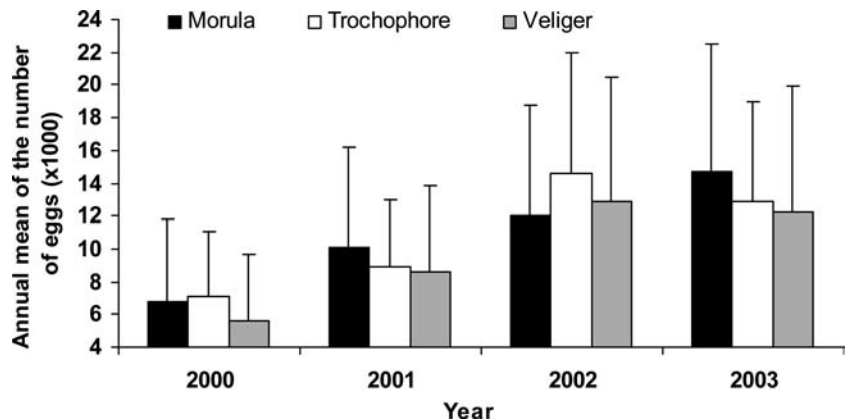 Morula Trochophore Veliger
Annual mean of the number
of eggs (x1000)
24
22
20
18
16
14
12
10
8
6
4
2000 2001 2002 2003
Year